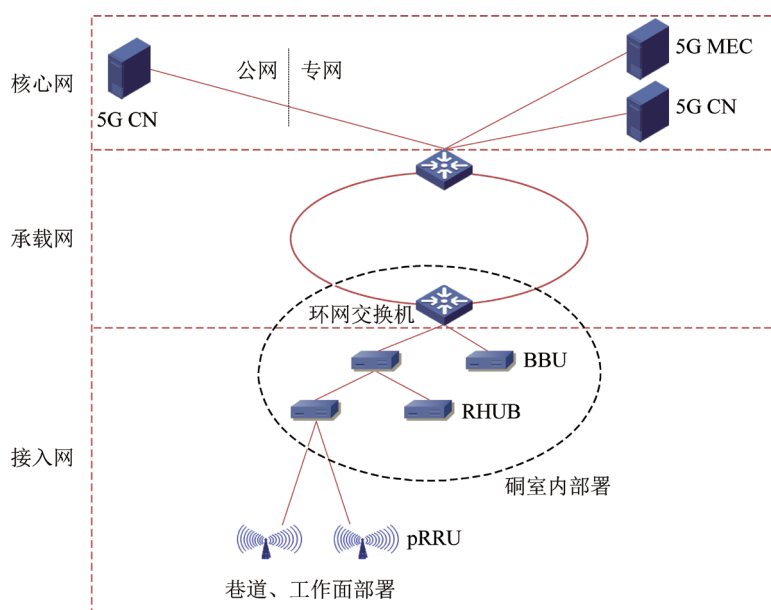 核心网
5G CN
公网
专网
5G MEC
5G CN
承载网
环网交换机
BBU
RHUB
接入网
硐室内部署
pRRU
巷道、工作面部署